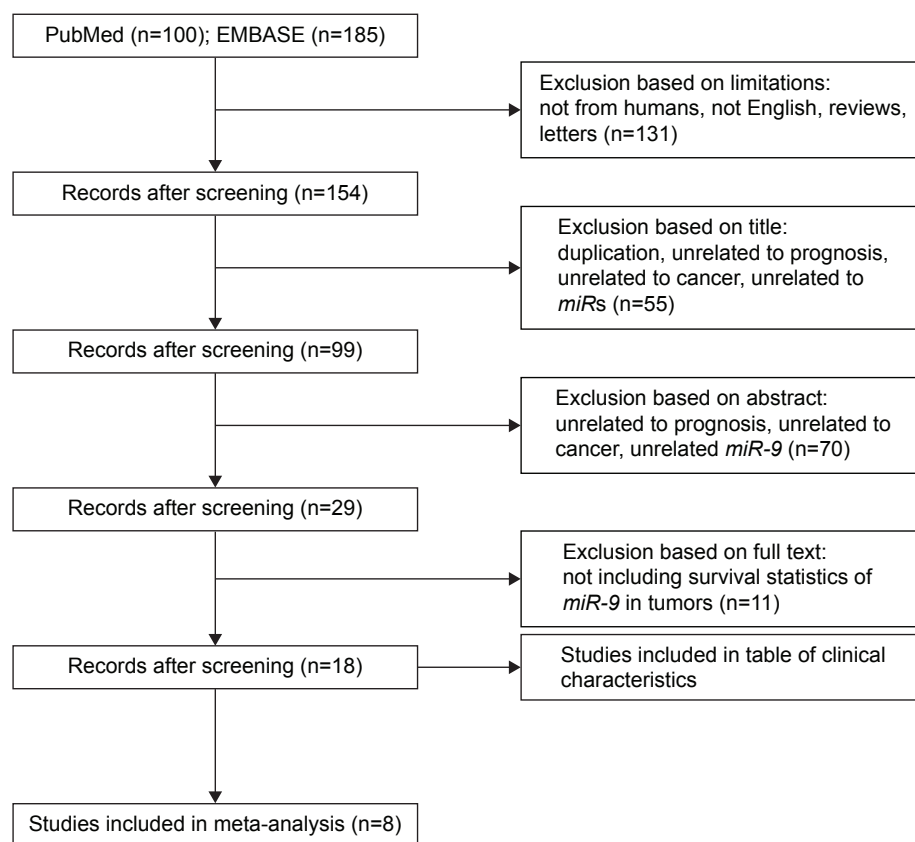 PubMed (n=100); EMBASE (n=185)
Exclusion based on limitations:
not from humans, not English, reviews,
letters (n=131)
Records after screening (n=154)
Exclusion based on title:
duplication, unrelated to prognosis,
unrelated to cancer, unrelated to
miRs (n=55)
Records after screening (n=99)
Exclusion based on abstract:
unrelated to prognosis, unrelated to
cancer, unrelated miR-9 (n=70)
Records after screening (n=29)
Exclusion based on full text:
not including survival statistics of
miR-9 in tumors (n=11)
Records after screening (n=18)
Studies included in table of clinical
characteristics
Studies included in meta-analysis (n=8)